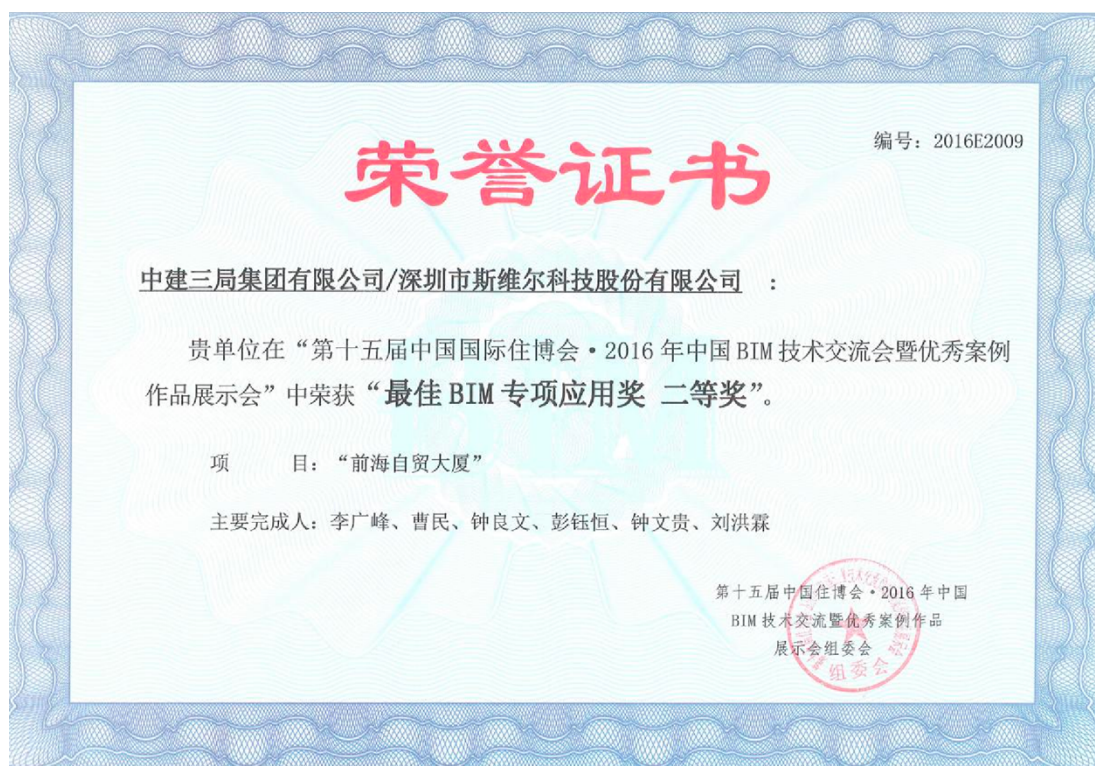 编号：2016E2009
荣誉证书
中建三局集团有限公司/深圳市斯维尔科技股份有限公司 ：
贵单位在“第十五届中国国际住博会·2016年中国BIM技术交流会暨优秀案例
作品展示会”中荣获“最佳BIM专项应用奖 二等奖”。
项 目：“前海自贸大厦”
主要完成人：李广峰、曹民、钟良文、彭钰恒、钟文贵、刘洪霖
第十五届中国住博会·2016年中国
BIM技术交流暨优秀案例作品
展示会组委会
组委会